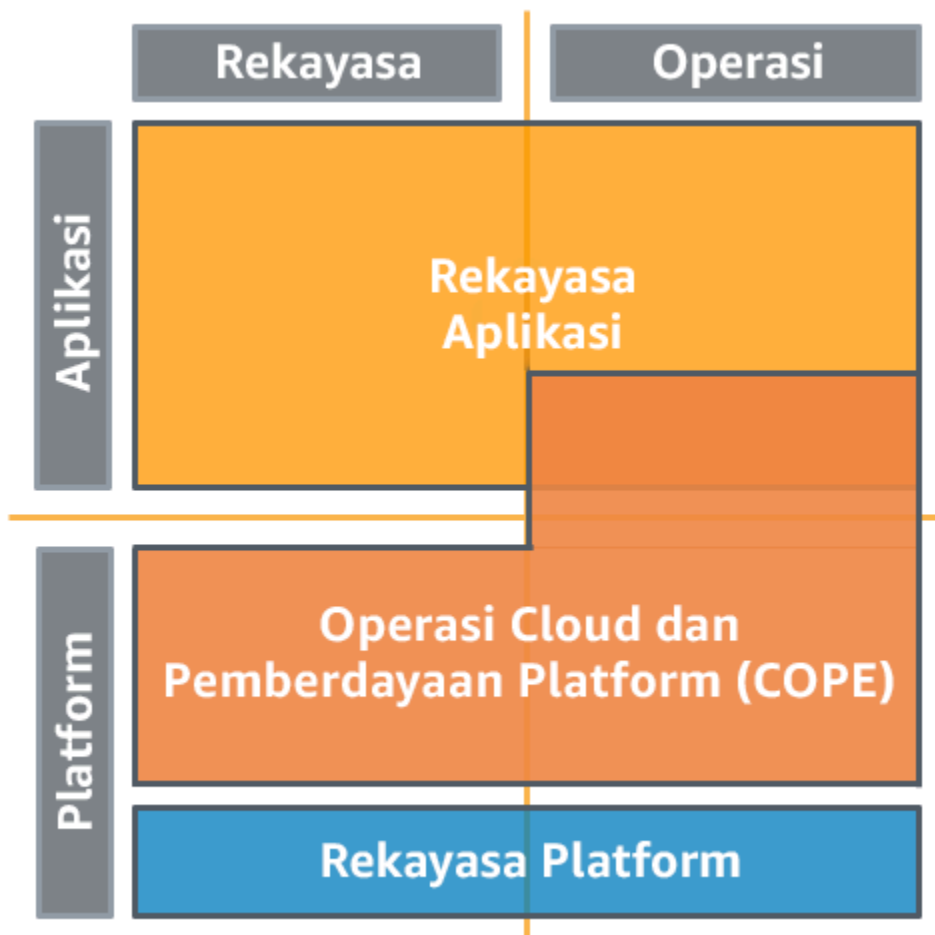 Rekayasa
Operasi
Aplikasi
Rekayasa
Aplikasi
Platform
Operasi Cloud dan
Pemberdayaan Platform (COPE)
Rekayasa Platform